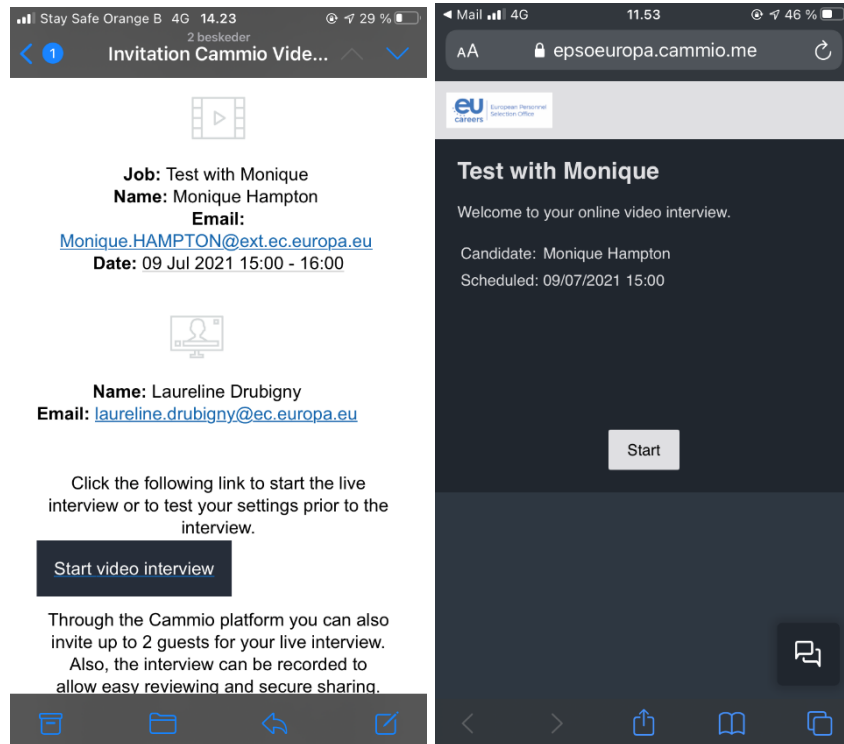 Stay Safe Orange B 4G 14.23 29 %
2 beskeder
1 Invitation Cammio Vide...
Job: Test with Monique
Name: Monique Hampton
Email:
Monique.HAMPTON@ext.ec.europa.eu
Date: 09 Jul 2021 15:00 - 16:00
Name: Laureline Drubigny
Email: laureline.drubigny@ec.europa.eu
Click the following link to start the live
interview or to test your settings prior to the
interview.
Start video interview
Through the Cammio platform you can also
invite up to 2 guests for your live interview.
Also, the interview can be recorded to
allow easy reviewing and secure sharing.
Mail 4G 11.53 46 %
AA epsoeuropa.cammio.me
eu careers
European Personnel
Selection Office
Test with Monique
Welcome to your online video interview.
Candidate: Monique Hampton
Scheduled: 09/07/2021 15:00
Start